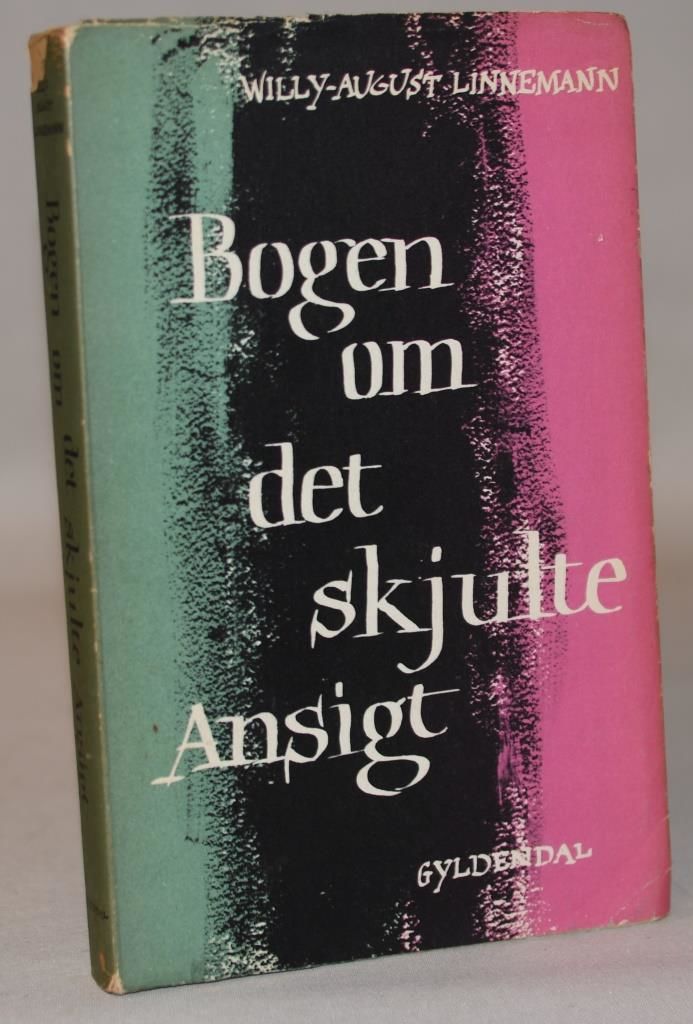 WILLY-AUGUST LINNEMANN
Bogen
om
det
skjulte
Ansigt
GYLDENDAL
Bogen om det skjulte Ansigt